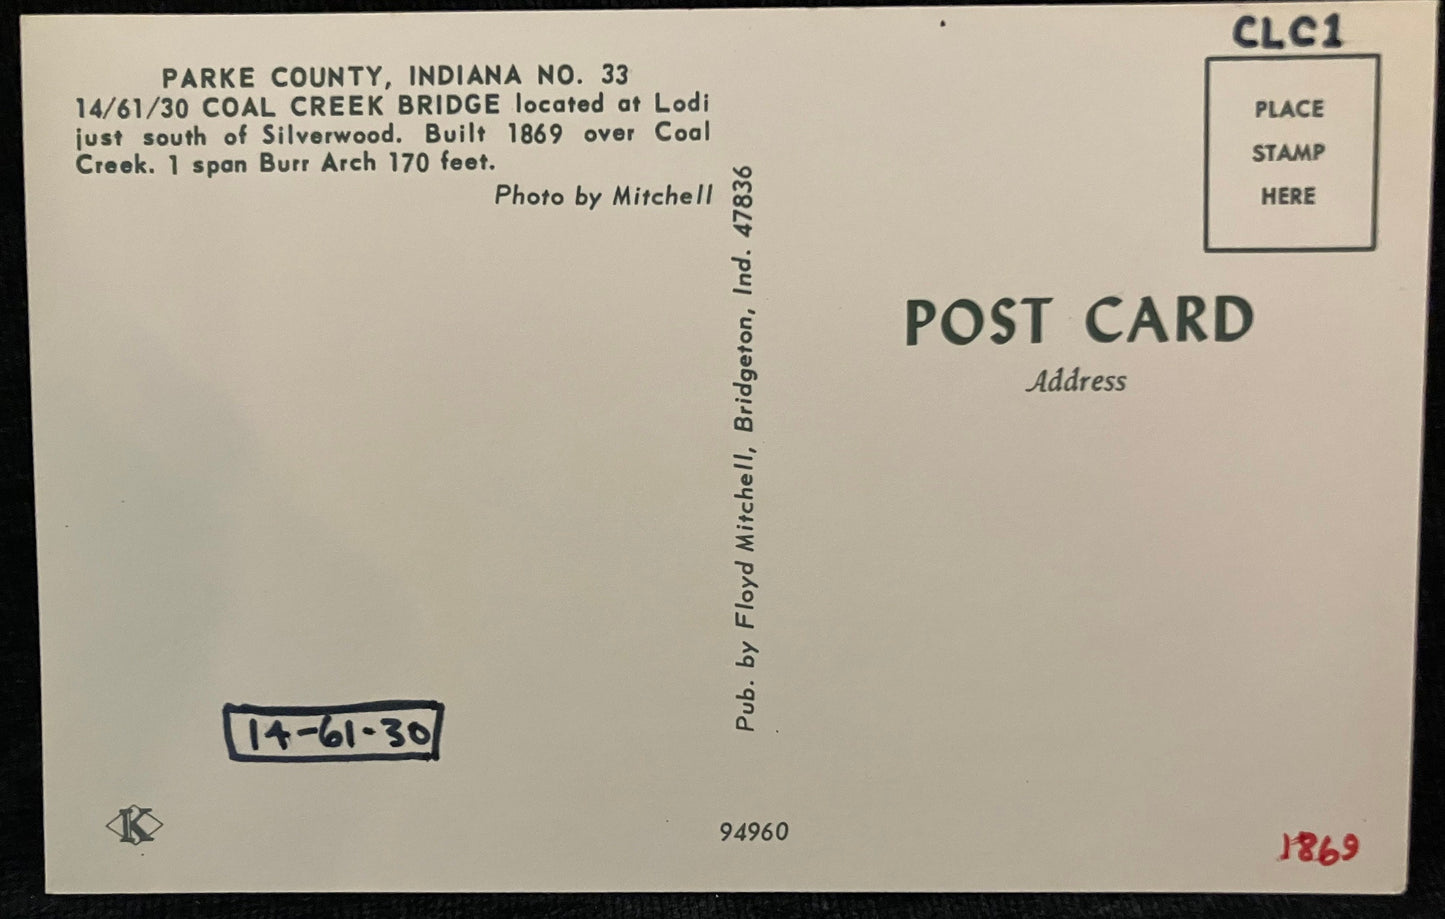 CLC1
PARKE COUNTY, INDIANA NO. 33
14/61/30 COAL CREEK BRIDGE located at Lodi
just south of Silverwood. Built 1869 over Coal
Creek. 1 span Burr Arch 170 feet.
Photo by Mitchell
Pub. by Floyd Mitchell, Bridgeton, Ind. 47836
PLACE
STAMP
HERE
POST CARD
Address
14-61-30
K
94960
1869